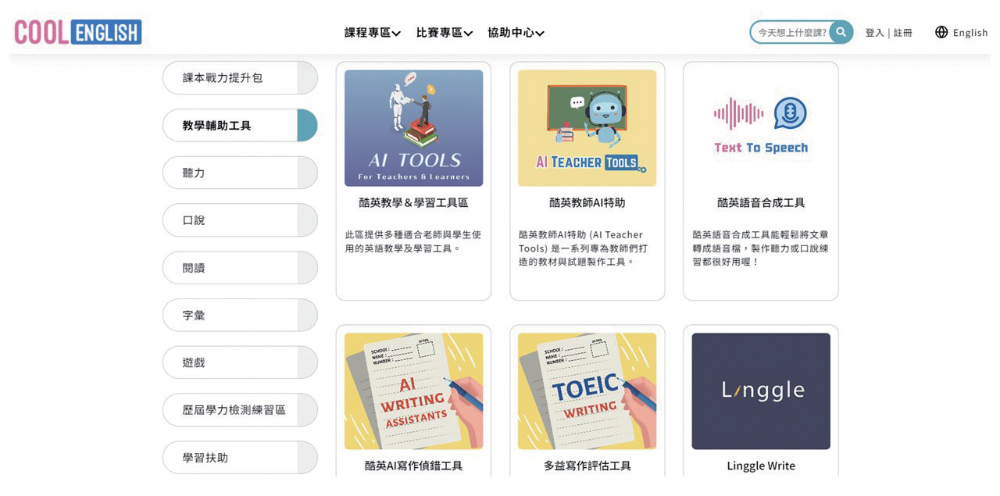 COOL ENGLISH
課程專區
比賽專區
協助中心
今天想上什麼課?
登入 | 註冊
English
課本戰力提升包
教學輔助工具
聽力
口說
閱讀
字彙
遊戲
歷屆學力檢測練習區
學習扶助
AI TOOLS
For Teachers & Learners
酷英教學＆學習工具區
此區提供多種適合老師與學生使
用的英語教學及學習工具。
AI TEACHER TOOLS
酷英教師AI特助
酷英教師AI特助 (AI Teacher
Tools) 是一系列專為教師們打
造的教材與試題製作工具。
Text To Speech
酷英語音合成工具
酷英語音合成工具能輕鬆將文章
轉成語音檔，製作聽力或口說練
習都很好用喔！
SCHOOL:
NAME:
NUMBER:
SCORE
AI
WRITING
ASSISTANTS
酷英AI寫作偵錯工具
SCHOOL:
NAME:
NUMBER:
SCORE
TOEIC
WRITING
多益寫作評估工具
Linggle
Linggle Write